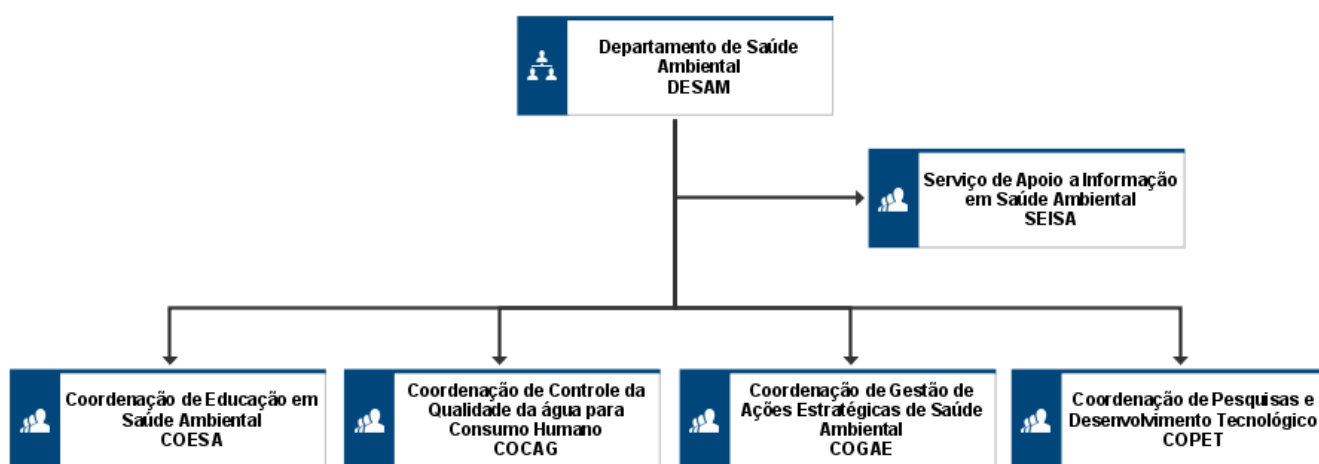 Departamento de Saúde
Ambiental
DESAM
Serviço de Apoio a Informação
em Saúde Ambiental
SEISA
Coordenação de Educação em
Saúde Ambiental
COESA
Coordenação de Controle da
Qualidade da água para
Consumo Humano
COCAG
Coordenação de Gestão de
Ações Estratégicas de Saúde
Ambiental
COGAE
Coordenação de Pesquisas e
Desenvolvimento Tecnológico
COPET